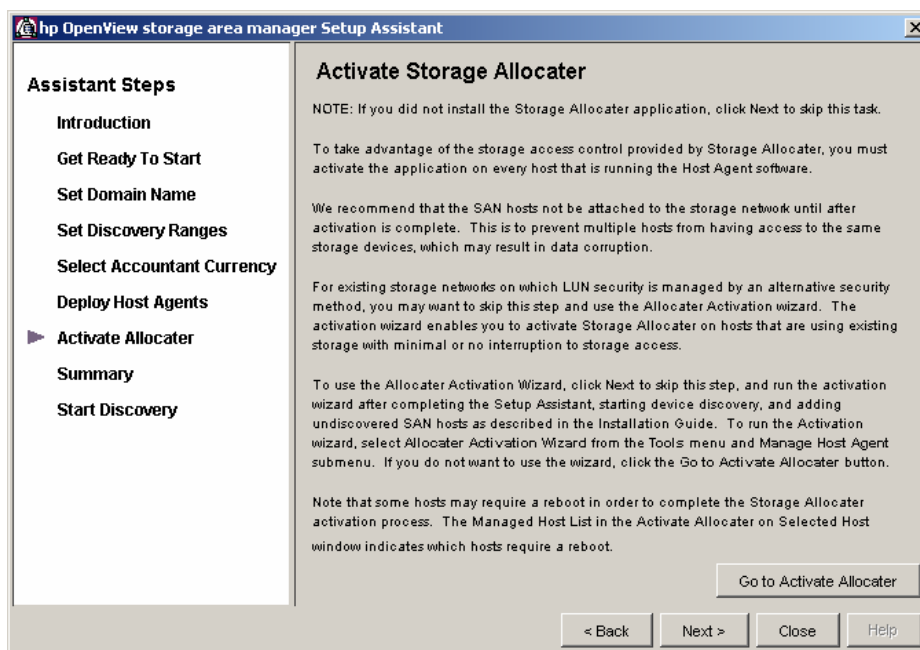 hp OpenView storage area manager Setup Assistant
Assistant Steps
Introduction
Get Ready To Start
Set Domain Name
Set Discovery Ranges
Select Accountant Currency
Deploy Host Agents
Activate Allocater
Summary
Start Discovery
Activate Storage Allocater
NOTE: If you did not install the Storage Allocater application, click Next to skip this task.
To take advantage of the storage access control provided by Storage Allocater, you must
activate the application on every host that is running the Host Agent software.
We recommend that the SAN hosts not be attached to the storage network until after
activation is complete. This is to prevent multiple hosts from having access to the same
storage devices, which may result in data corruption.
For existing storage networks on which LUN security is managed by an alternative security
method, you may want to skip this step and use the Allocater Activation wizard. The
activation wizard enables you to activate Storage Allocater on hosts that are using existing
storage with minimal or no interruption to storage access.
To use the Allocater Activation Wizard, click Next to skip this step, and run the activation
wizard after completing the Setup Assistant, starting device discovery, and adding
undiscovered SAN hosts as described in the Installation Guide. To run the Activation
wizard, select Allocater Activation Wizard from the Tools menu and Manage Host Agent
submenu. If you do not want to use the wizard, click the Go to Activate Allocater button.
Note that some hosts may require a reboot in order to complete the Storage Allocater
activation process. The Managed Host List in the Activate Allocater on Selected Host
window indicates which hosts require a reboot.
Go to Activate Allocater
< Back
Next >
Close
Help